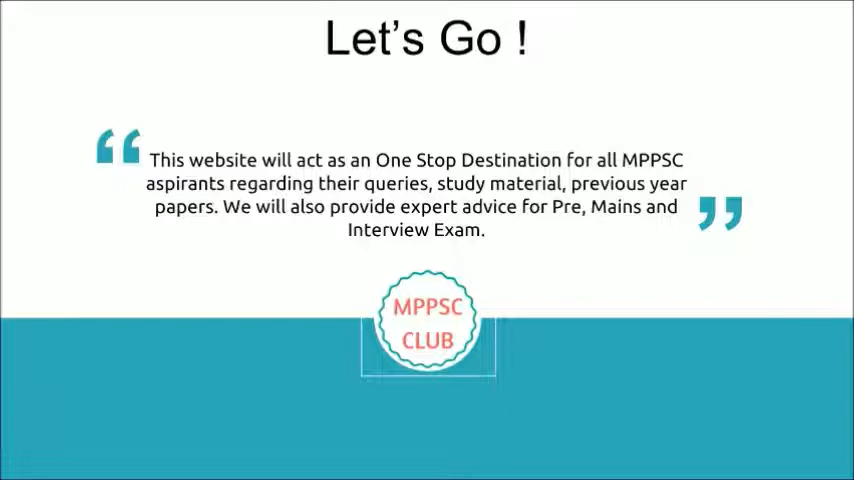 Let's Go !
“ This website will act as an One Stop Destination for all MPPSC
aspirants regarding their queries, study material, previous year
papers. We will also provide expert advice for Pre, Mains and
Interview Exam. ”
MPPSC
CLUB